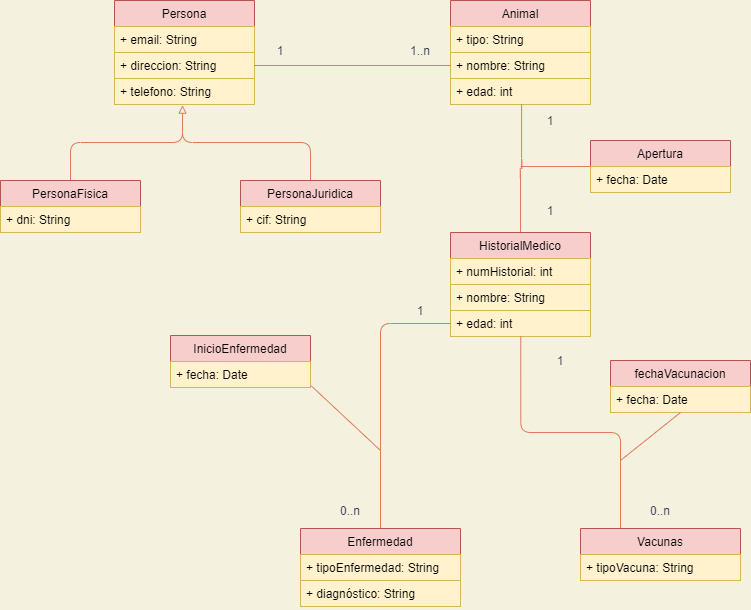 Persona
+ email: String
+ direccion: String
+ telefono: String
1
1..n
Animal
+ tipo: String
+ nombre: String
+ edad: int
1
Apertura
+ fecha: Date
PersonaFisica
+ dni: String
PersonaJuridica
+ cif: String
1
HistorialMedico
+ numHistorial: int
+ nombre: String
+ edad: int
1
InicioEnfermedad
+ fecha: Date
1
fechaVacunacion
+ fecha: Date
0..n
0..n
Enfermedad
+ tipoEnfermedad: String
+ diagnóstico: String
Vacunas
+ tipoVacuna: String